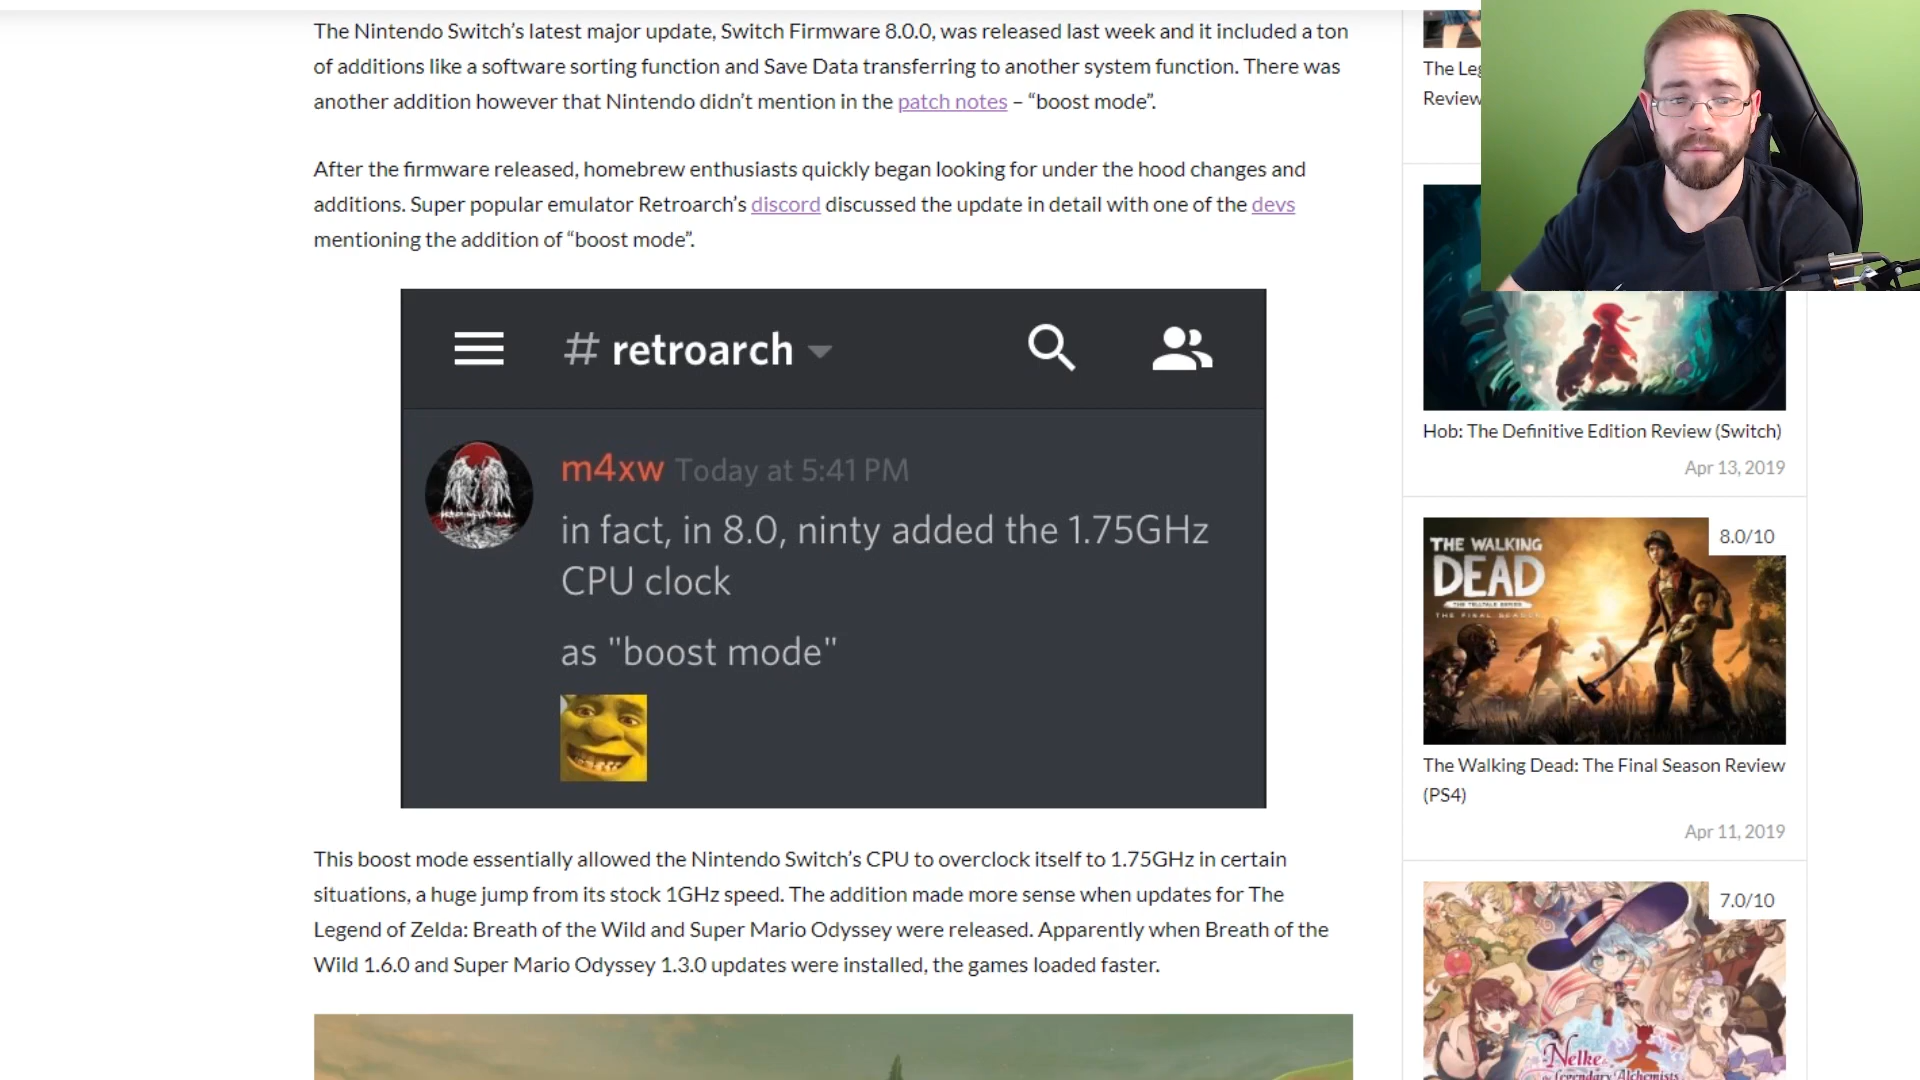 The Nintendo Switch’s latest major update, Switch Firmware 8.0.0, was released last week and it included a ton
of additions like a software sorting function and Save Data transferring to another system function. There was
another addition however that Nintendo didn’t mention in the patch notes – “boost mode”.
After the firmware released, homebrew enthusiasts quickly began looking for under the hood changes and
additions. Super popular emulator Retroarch’s discord discussed the update in detail with one of the devs
mentioning the addition of “boost mode”.
# retroarch
m4xw Today at 5:41 PM
in fact, in 8.0, ninty added the 1.75GHz
CPU clock
as "boost mode"
This boost mode essentially allowed the Nintendo Switch’s CPU to overclock itself to 1.75GHz in certain
situations, a huge jump from its stock 1GHz speed. The addition made more sense when updates for The
Legend of Zelda: Breath of the Wild and Super Mario Odyssey were released. Apparently when Breath of the
Wild 1.6.0 and Super Mario Odyssey 1.3.0 updates were installed, the games loaded faster.
The
Review
Hob: The Definitive Edition Review (Switch)
Apr 13, 2019
8.0/10
THE WALKING
DEAD
THE TELLTALE SERIES
THE FINAL SEASON
The Walking Dead: The Final Season Review
(PS4)
Apr 11, 2019
7.0/10
Nelke
Legendary Alchemists